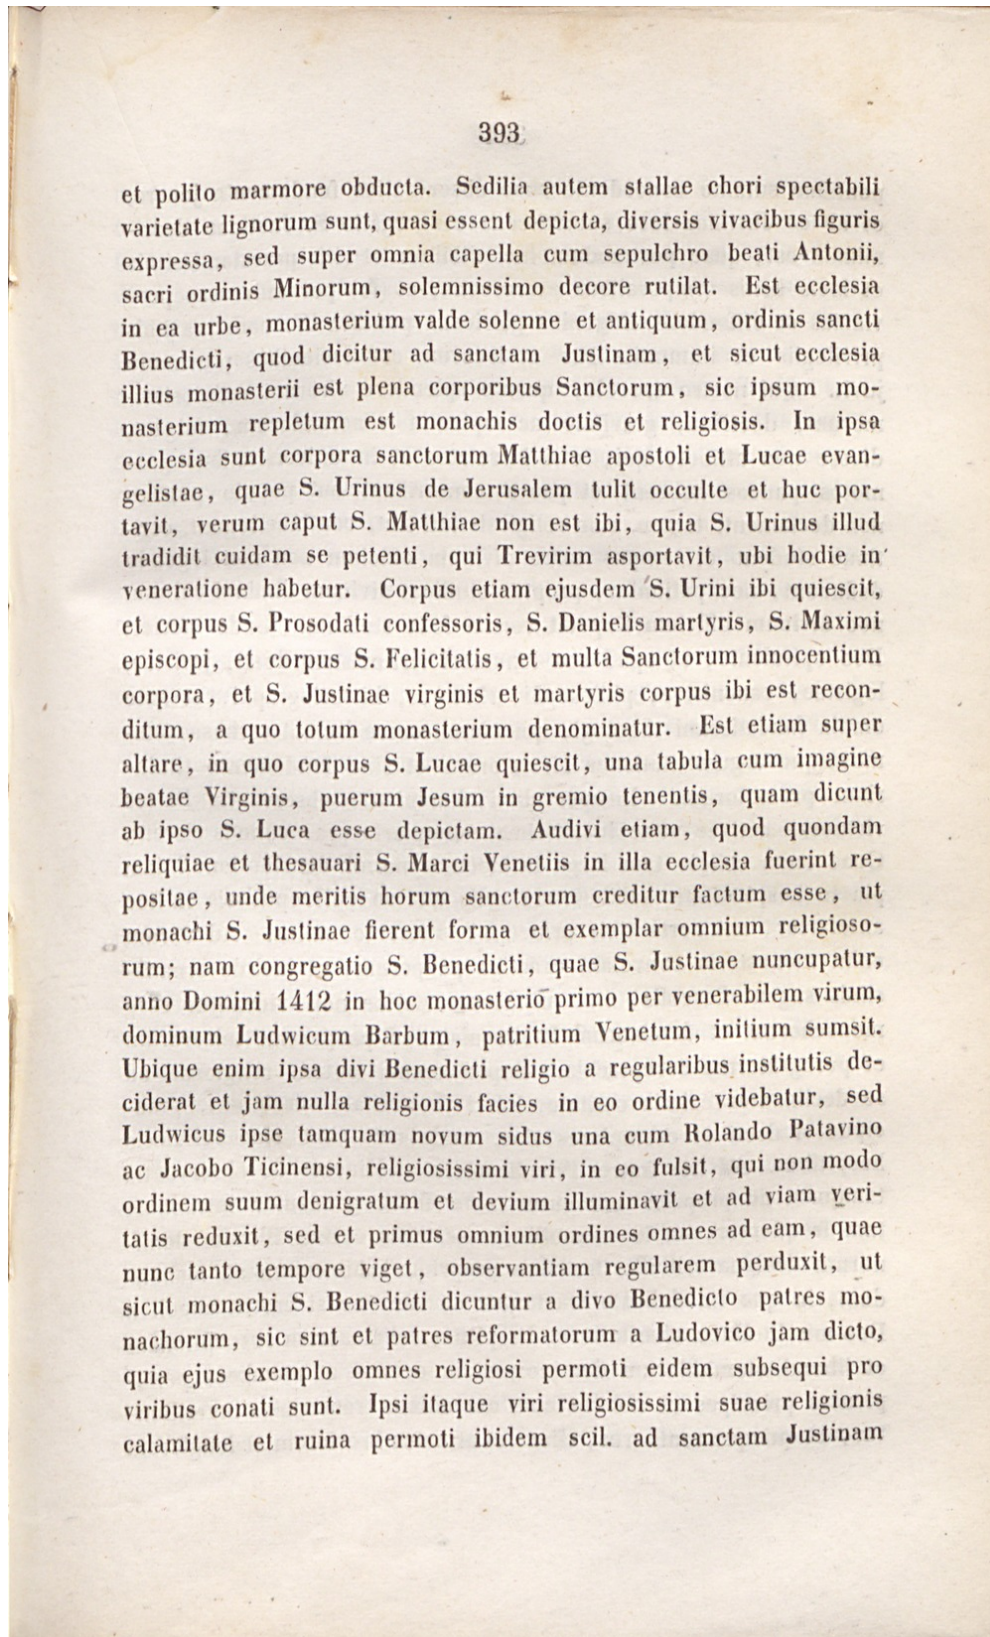 393
et polito marmore obducta. Sedilia autem stallae chori spectabili
varietate lignorum sunt, quasi essent depicta, diversis vivacibus figuris
expressa, sed super omnia capella cum sepulchro beati Antonii,
sacri ordinis Minorum, solemnissimo decore rutilat. Est ecclesia
in ea urbe, monasterium valde solenne et antiquum, ordinis sancti
Benedicti, quod dicitur ad sanctam Justinam, et sicut ecclesia
illius monasterii est plena corporibus Sanctorum, sic ipsum mo-
nasterium repletum est monachis doctis et religiosis. In ipsa
ecclesia sunt corpora sanctorum Matthiae apostoli et Lucae evan-
gelistae, quae S. Urinus de Jerusalem tulit occulte et huc por-
tavit, verum caput S. Matthiae non est ibi, quia S. Urinus illud
tradidit cuidam se petenti, qui Trevirim asportavit, ubi hodie in
veneratione habetur. Corpus etiam ejusdem S. Urini ibi quiescit,
et corpus S. Prosodati confessoris, S. Danielis martyris, S. Maximi
episcopi, et corpus S. Felicitatis, et multa Sanctorum innocentium
corpora, et S. Justinae virginis et martyris corpus ibi est recon-
ditum, a quo totum monasterium denominatur. Est etiam super
altare, in quo corpus S. Lucae quiescit, una tabula cum imagine
beatae Virginis, puerum Jesum in gremio tenentis, quam dicunt
ab ipso S. Luca esse depictam. Audivi etiam, quod quondam
reliquiae et thesauari S. Marci Venetiis in illa ecclesia fuerint re-
positae, unde meritis horum sanctorum creditur factum esse, ut
monachi S. Justinae fierent forma et exemplar omnium religioso-
rum; nam congregatio S. Benedicti, quae S. Justinae nuncupatur,
anno Domini 1412 in hoc monasterio primo per venerabilem virum,
dominum Ludwicum Barbum, patritium Venetum, initium sumsit.
Ubique enim ipsa divi Benedicti religio a regularibus institutis de-
ciderat et jam nulla religionis facies in eo ordine videbatur, sed
Ludwicus ipse tamquam novum sidus una cum Rolando Patavino
ac Jacobo Ticinensi, religiosissimi viri, in eo fulsit, qui non modo
ordinem suum denigratum et devium illuminavit et ad viam veri-
tatis reduxit, sed et primus omnium ordines omnes ad eam, quae
nunc tanto tempore viget, observantiam regularem perduxit, ut
sicut monachi S. Benedicti dicuntur a divo Benedicto patres mo-
nachorum, sic sint et patres reformatorum a Ludovico jam dicto,
quia ejus exemplo omnes religiosi permoti eidem subsequi pro
viribus conati sunt. Ipsi itaque viri religiosissimi suae religionis
calamitate et ruina permoti ibidem scil. ad sanctam Justinam